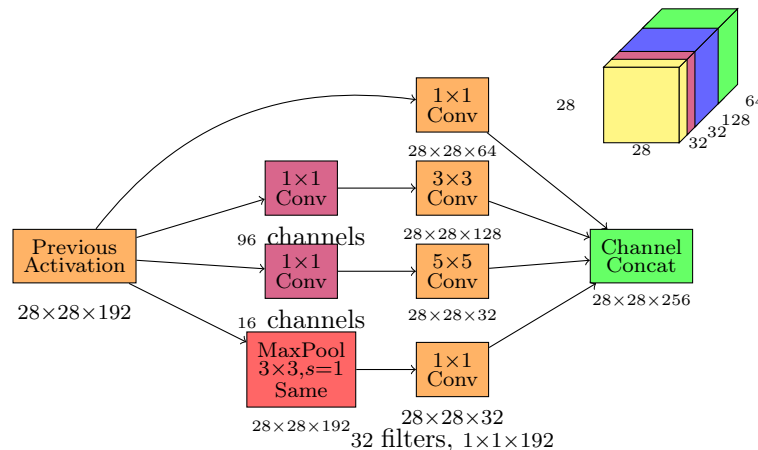 28
64
128
32
32
28
1×1
Conv
28×28×64
1×1
Conv
96 channels
3×3
Conv
28×28×128
Previous
Activation
28×28×192
1×1
Conv
16 channels
5×5
Conv
28×28×32
Channel
Concat
28×28×256
MaxPool
3×3,s=1
Same
28×28×192
1×1
Conv
28×28×32
32 filters, 1×1×192